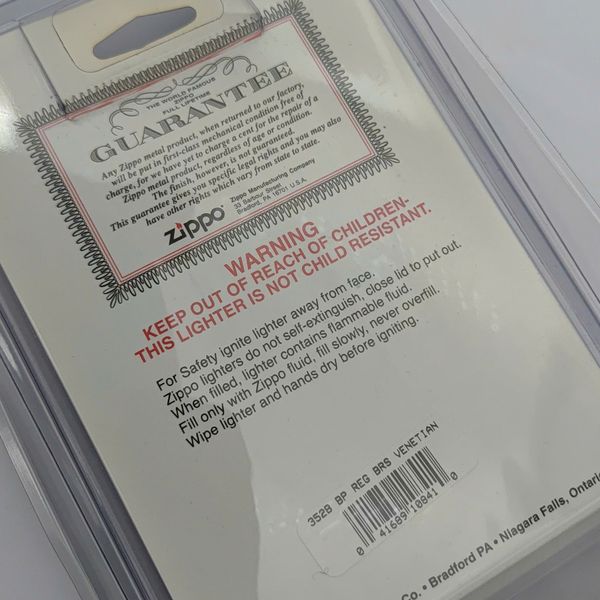 THE WORLD FAMOUS
ZIPPO
FULL LIFETIME
GUARANTEE
Any Zippo metal product, when returned to our factory,
will be put in first-class mechanical condition free of
charge, for we have yet to charge a cent for the repair of a
Zippo metal product, regardless of age or condition.
The finish, however, is not guaranteed.
This guarantee gives you specific legal rights and you may also
have other rights which vary from state to state.
zippo
Zippo Manufacturing Company
33 Barbour Street
Bradford, PA 16701 U.S.A.
WARNING
KEEP OUT OF REACH OF CHILDREN-
THIS LIGHTER IS NOT CHILD RESISTANT.
For Safety ignite lighter away from face.
Zippo lighters do not self-extinguish, close lid to put out.
When filled, lighter contains flammable fluid.
Fill only with Zippo fluid, fill slowly, never overfill.
Wipe lighter and hands dry before igniting.
352B BP REG BRS VENETIAN
0 41689 10841 0
Co. • Bradford PA • Niagara Falls, Ontari